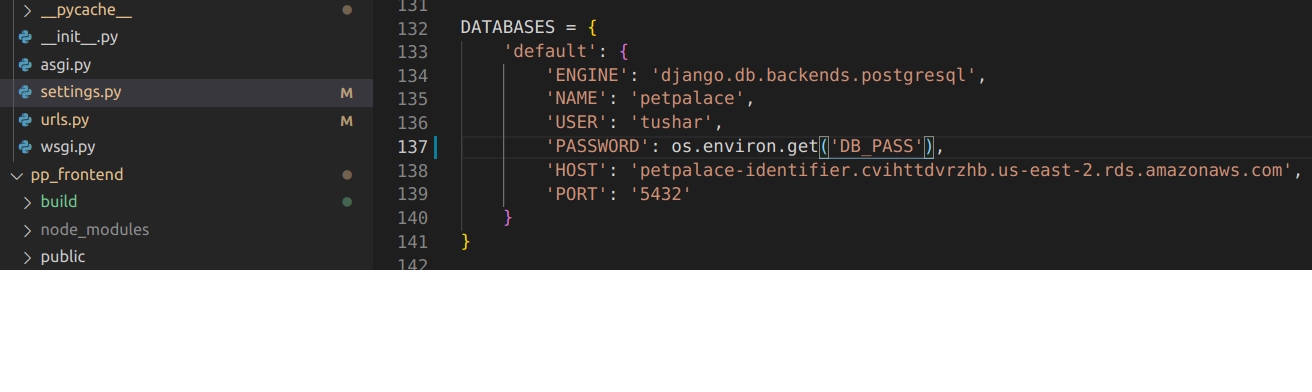 __pycache__
__init__.py
asgi.py
settings.py M
urls.py M
wsgi.py
pp_frontend
build
node_modules
public
131
132 DATABASES = {
133 'default': {
134 'ENGINE': 'django.db.backends.postgresql',
135 'NAME': 'petpalace',
136 'USER': 'tushar',
137 'PASSWORD': os.environ.get('DB_PASS'),
138 'HOST': 'petpalace-identifier.cvihttdvrzhb.us-east-2.rds.amazonaws.com',
139 'PORT': '5432'
140 }
141 }
142